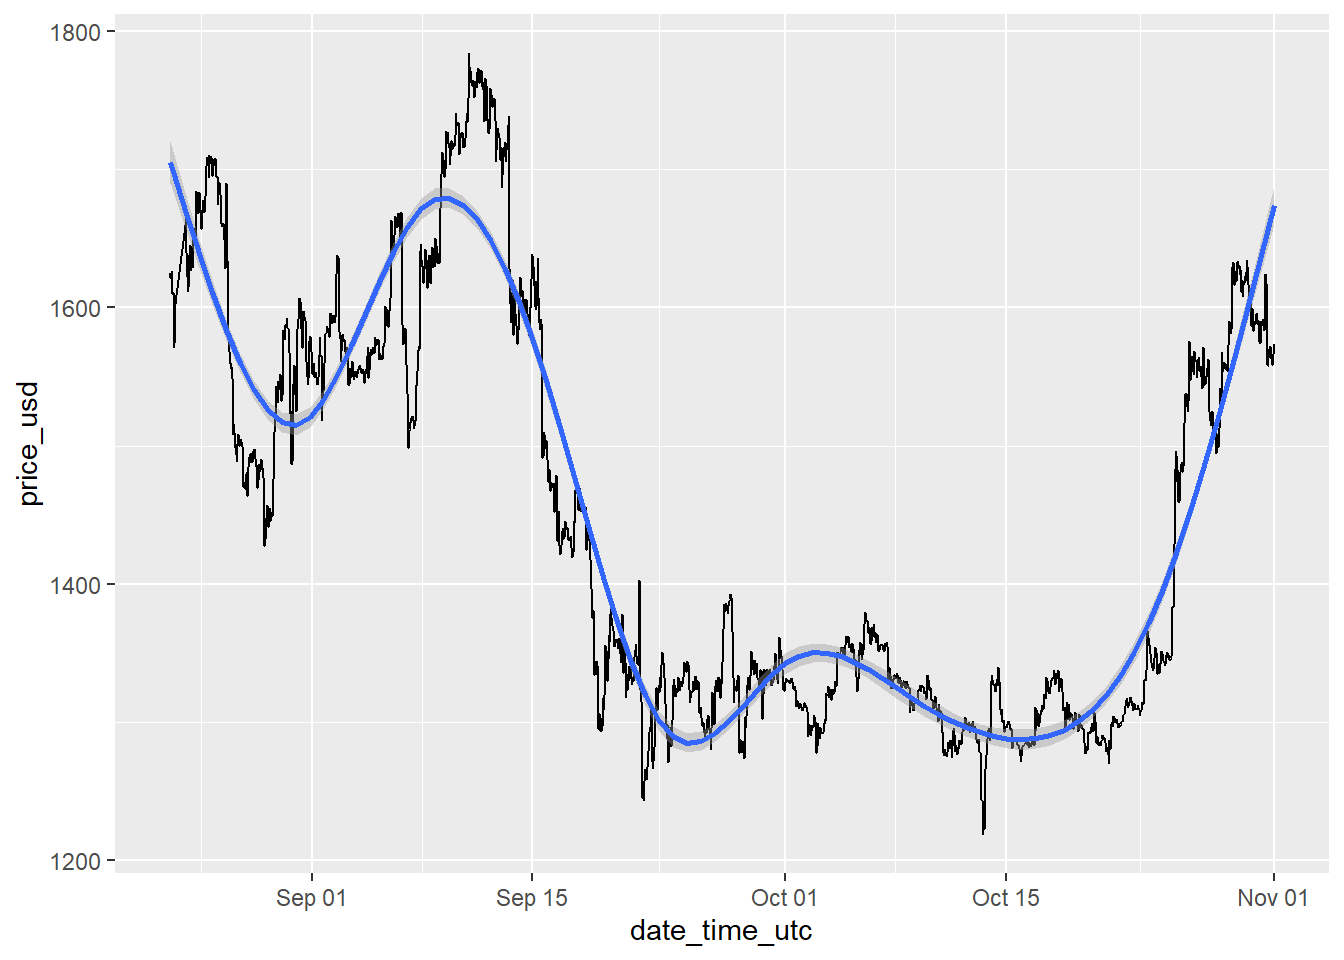 1800
1600
1400
1200
price_usd
Sep 01
Sep 15
Oct 01
Oct 15
Nov 01
date_time_utc